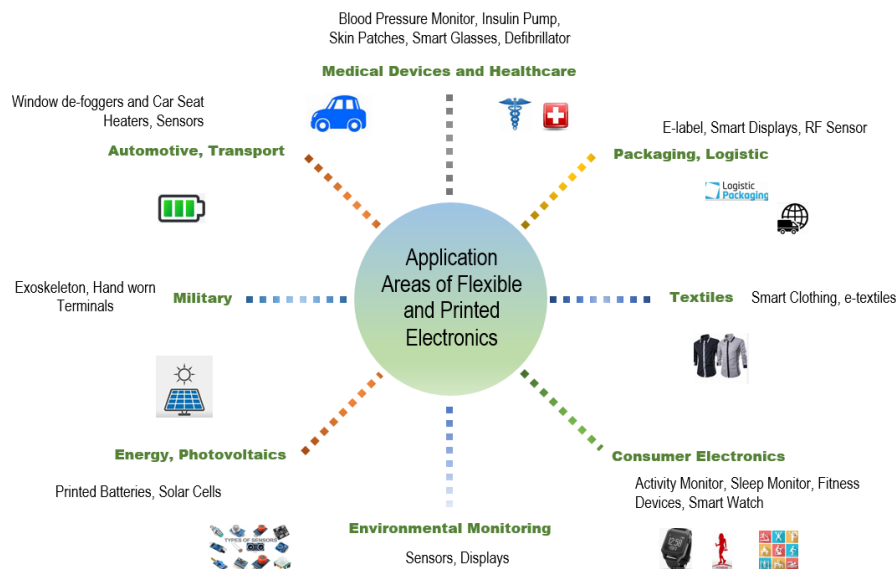 Blood Pressure Monitor, Insulin Pump,
Skin Patches, Smart Glasses, Defibrillator
Medical Devices and Healthcare
Window de-foggers and Car Seat
Heaters, Sensors
Automotive, Transport
E-label, Smart Displays, RF Sensor
Packaging, Logistic
Logistic
Packaging
Application
Areas of Flexible
and Printed
Electronics
Exoskeleton, Hand worn
Terminals
Military
Textiles
Smart Clothing, e-textiles
Energy, Photovoltaics
Printed Batteries, Solar Cells
Consumer Electronics
Activity Monitor, Sleep Monitor, Fitness
Devices, Smart Watch
Environmental Monitoring
Sensors, Displays
TYPES OF SENSORS